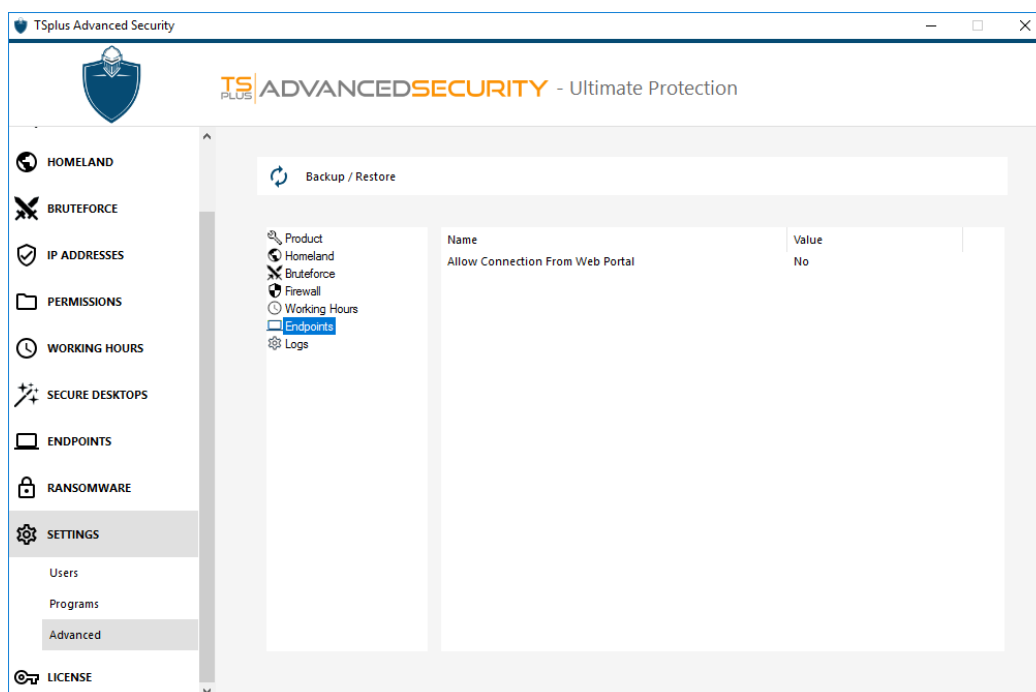 TSplus Advanced Security
TS PLUS ADVANCEDSECURITY - Ultimate Protection
HOMELAND
BRUTEFORCE
IP ADDRESSES
PERMISSIONS
WORKING HOURS
SECURE DESKTOPS
ENDPOINTS
RANSOMWARE
SETTINGS
Users
Programs
Advanced
LICENSE
Backup / Restore
Product
Homeland
Bruteforce
Firewall
Working Hours
Endpoints
Logs
Name Value
Allow Connection From Web Portal No